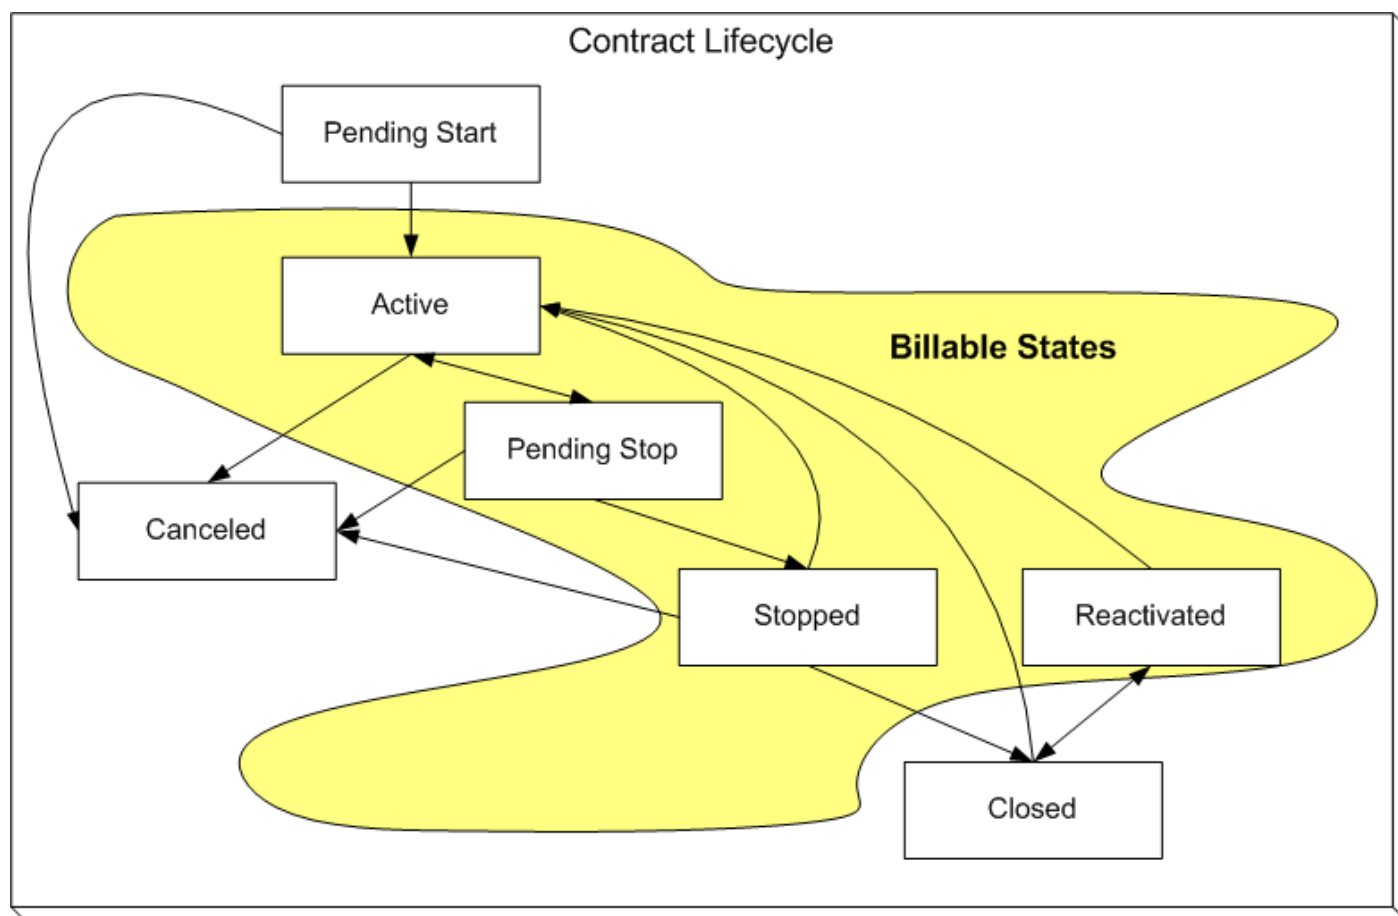 Contract Lifecycle
Pending Start
Active
Billable States
Pending Stop
Canceled
Stopped
Reactivated
Closed